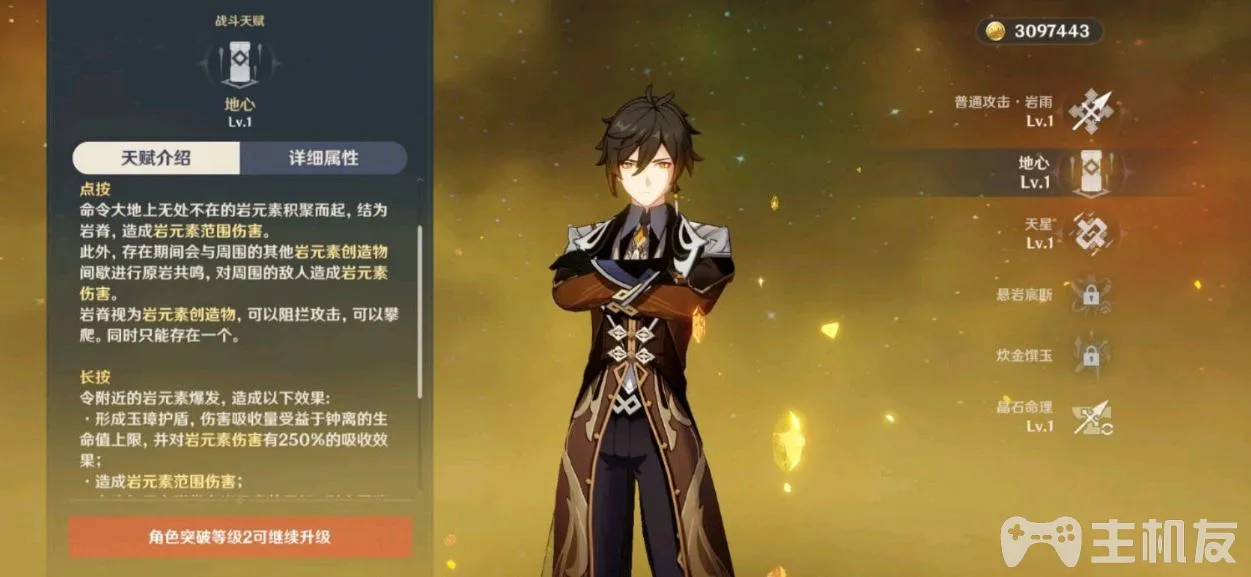 战斗天赋
地心
Lv.1
天赋介绍
详细属性
点按
命令大地上无处不在的岩元素积聚而起，结为
岩脊，造成岩元素范围伤害。
此外，存在期间会与周围的其他岩元素创造物
间歇进行原岩共鸣，对周围的敌人造成岩元素
伤害。
岩脊视为岩元素创造物，可以阻拦攻击，可以攀
爬。同时只能存在一个。
长按
令附近的岩元素爆发，造成以下效果：
·形成玉璋护盾，伤害吸收量受益于钟离的生
命值上限，并对岩元素伤害有250%的吸收效
果；
·造成岩元素范围伤害；
角色突破等级2可继续升级
3097443
普通攻击·岩雨
Lv.1
地心
Lv.1
天星
Lv.1
悬岩宸断
炊金馔玉
晶石命理
Lv.1
主机友